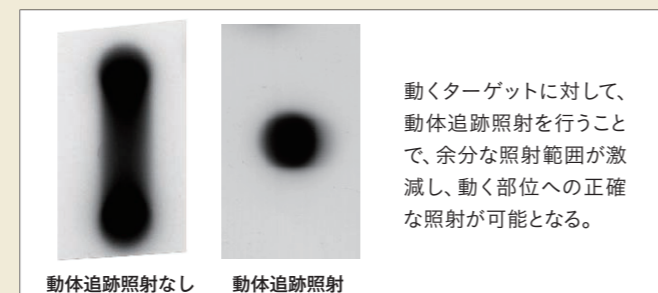 動くターゲットに対して、
動体追跡照射を行うこと
で、余分な照射範囲が激
減し、動く部位への正確
な照射が可能となる。
動体追跡照射なし
動体追跡照射